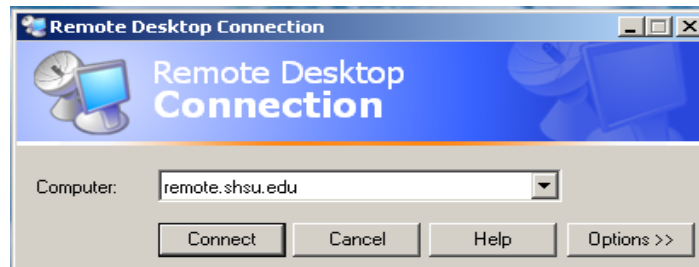 Remote Desktop Connection
Remote Desktop
Connection
Computer: remote.shsu.edu
Connect Cancel Help Options >>